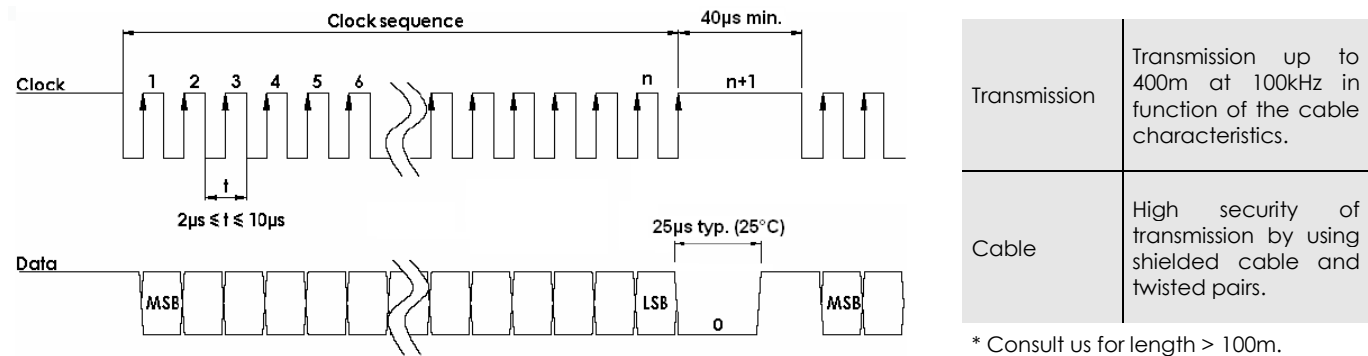 Clock sequence
40µs min.
Clock
1 2 3 4 5 6 n n+1
t
2µs ≤ t ≤ 10µs
25µs typ. (25°C)
Data
MSB LSB 0 MSB
Transmission
Transmission up to
400m at 100kHz in
function of the cable
characteristics.
Cable
High security of
transmission by using
shielded cable and
twisted pairs.
* Consult us for length > 100m.